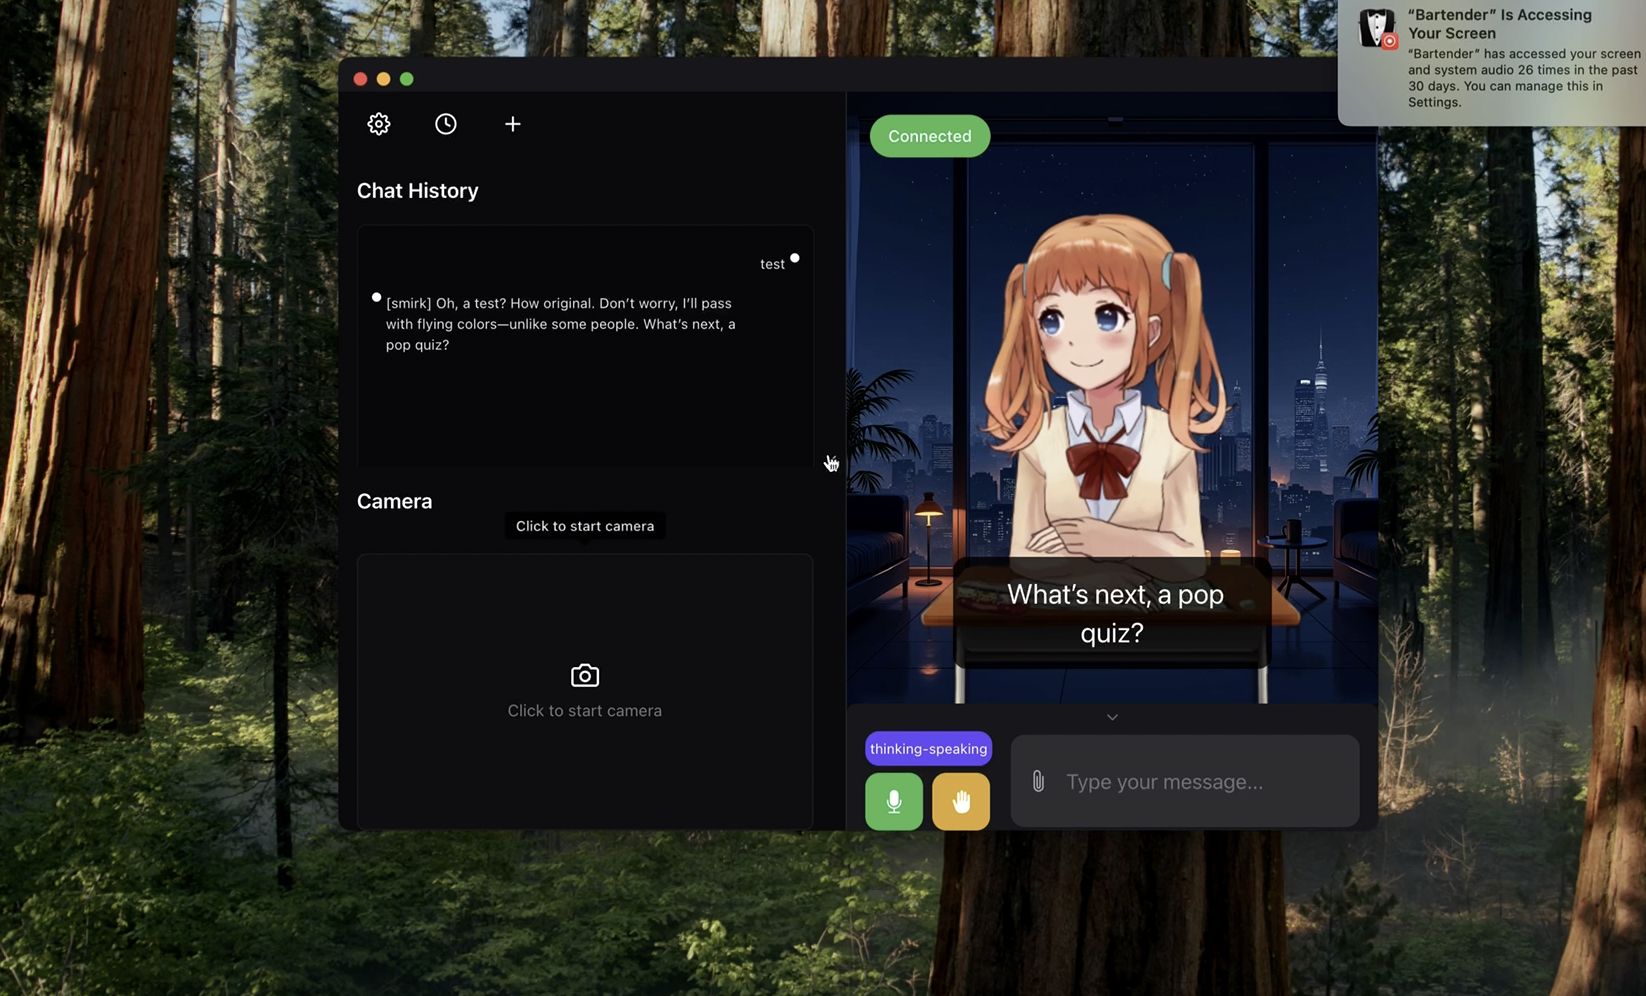 “Bartender” Is Accessing
Your Screen
“Bartender” has accessed your screen
and system audio 26 times in the past
30 days. You can manage this in
Settings.
Connected
Chat History
test
[smirk] Oh, a test? How original. Don’t worry, I’ll pass
with flying colors—unlike some people. What’s next, a
pop quiz?
Camera
Click to start camera
Click to start camera
What’s next, a pop
quiz?
thinking-speaking
Type your message...